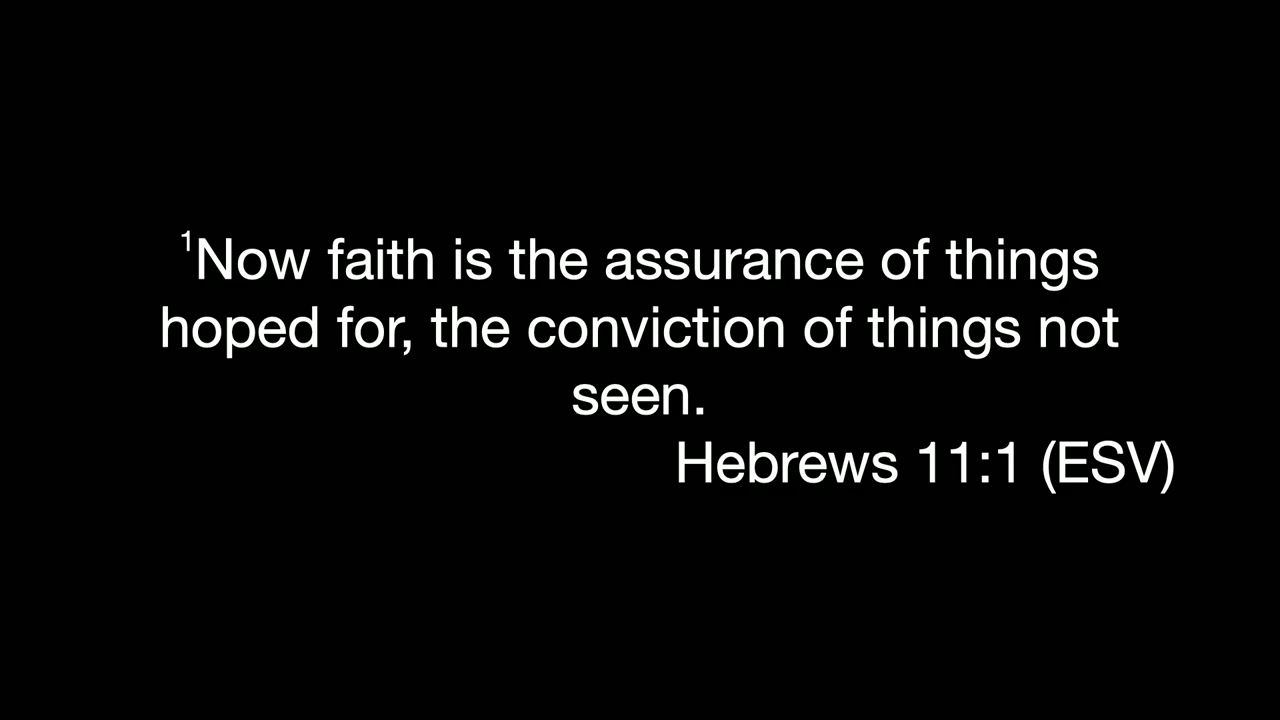 ¹Now faith is the assurance of things
hoped for, the conviction of things not
seen.
Hebrews 11:1 (ESV)